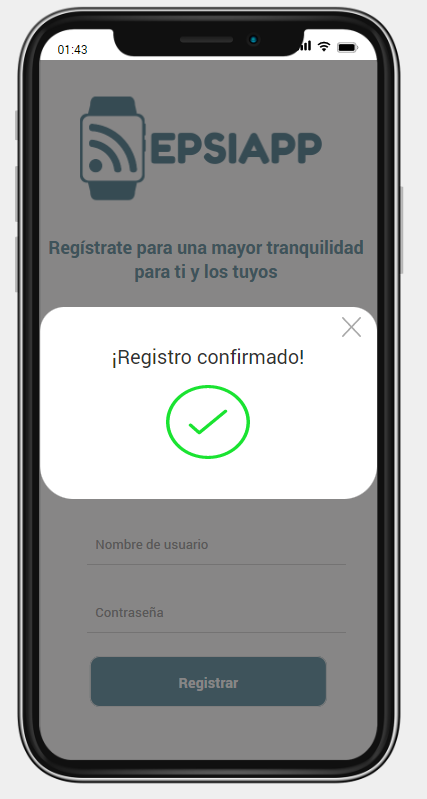 01:43
EPSIAPP
Regístrate para una mayor tranquilidad
para ti y los tuyos
¡Registro confirmado!
Nombre de usuario
Contraseña
Registrar